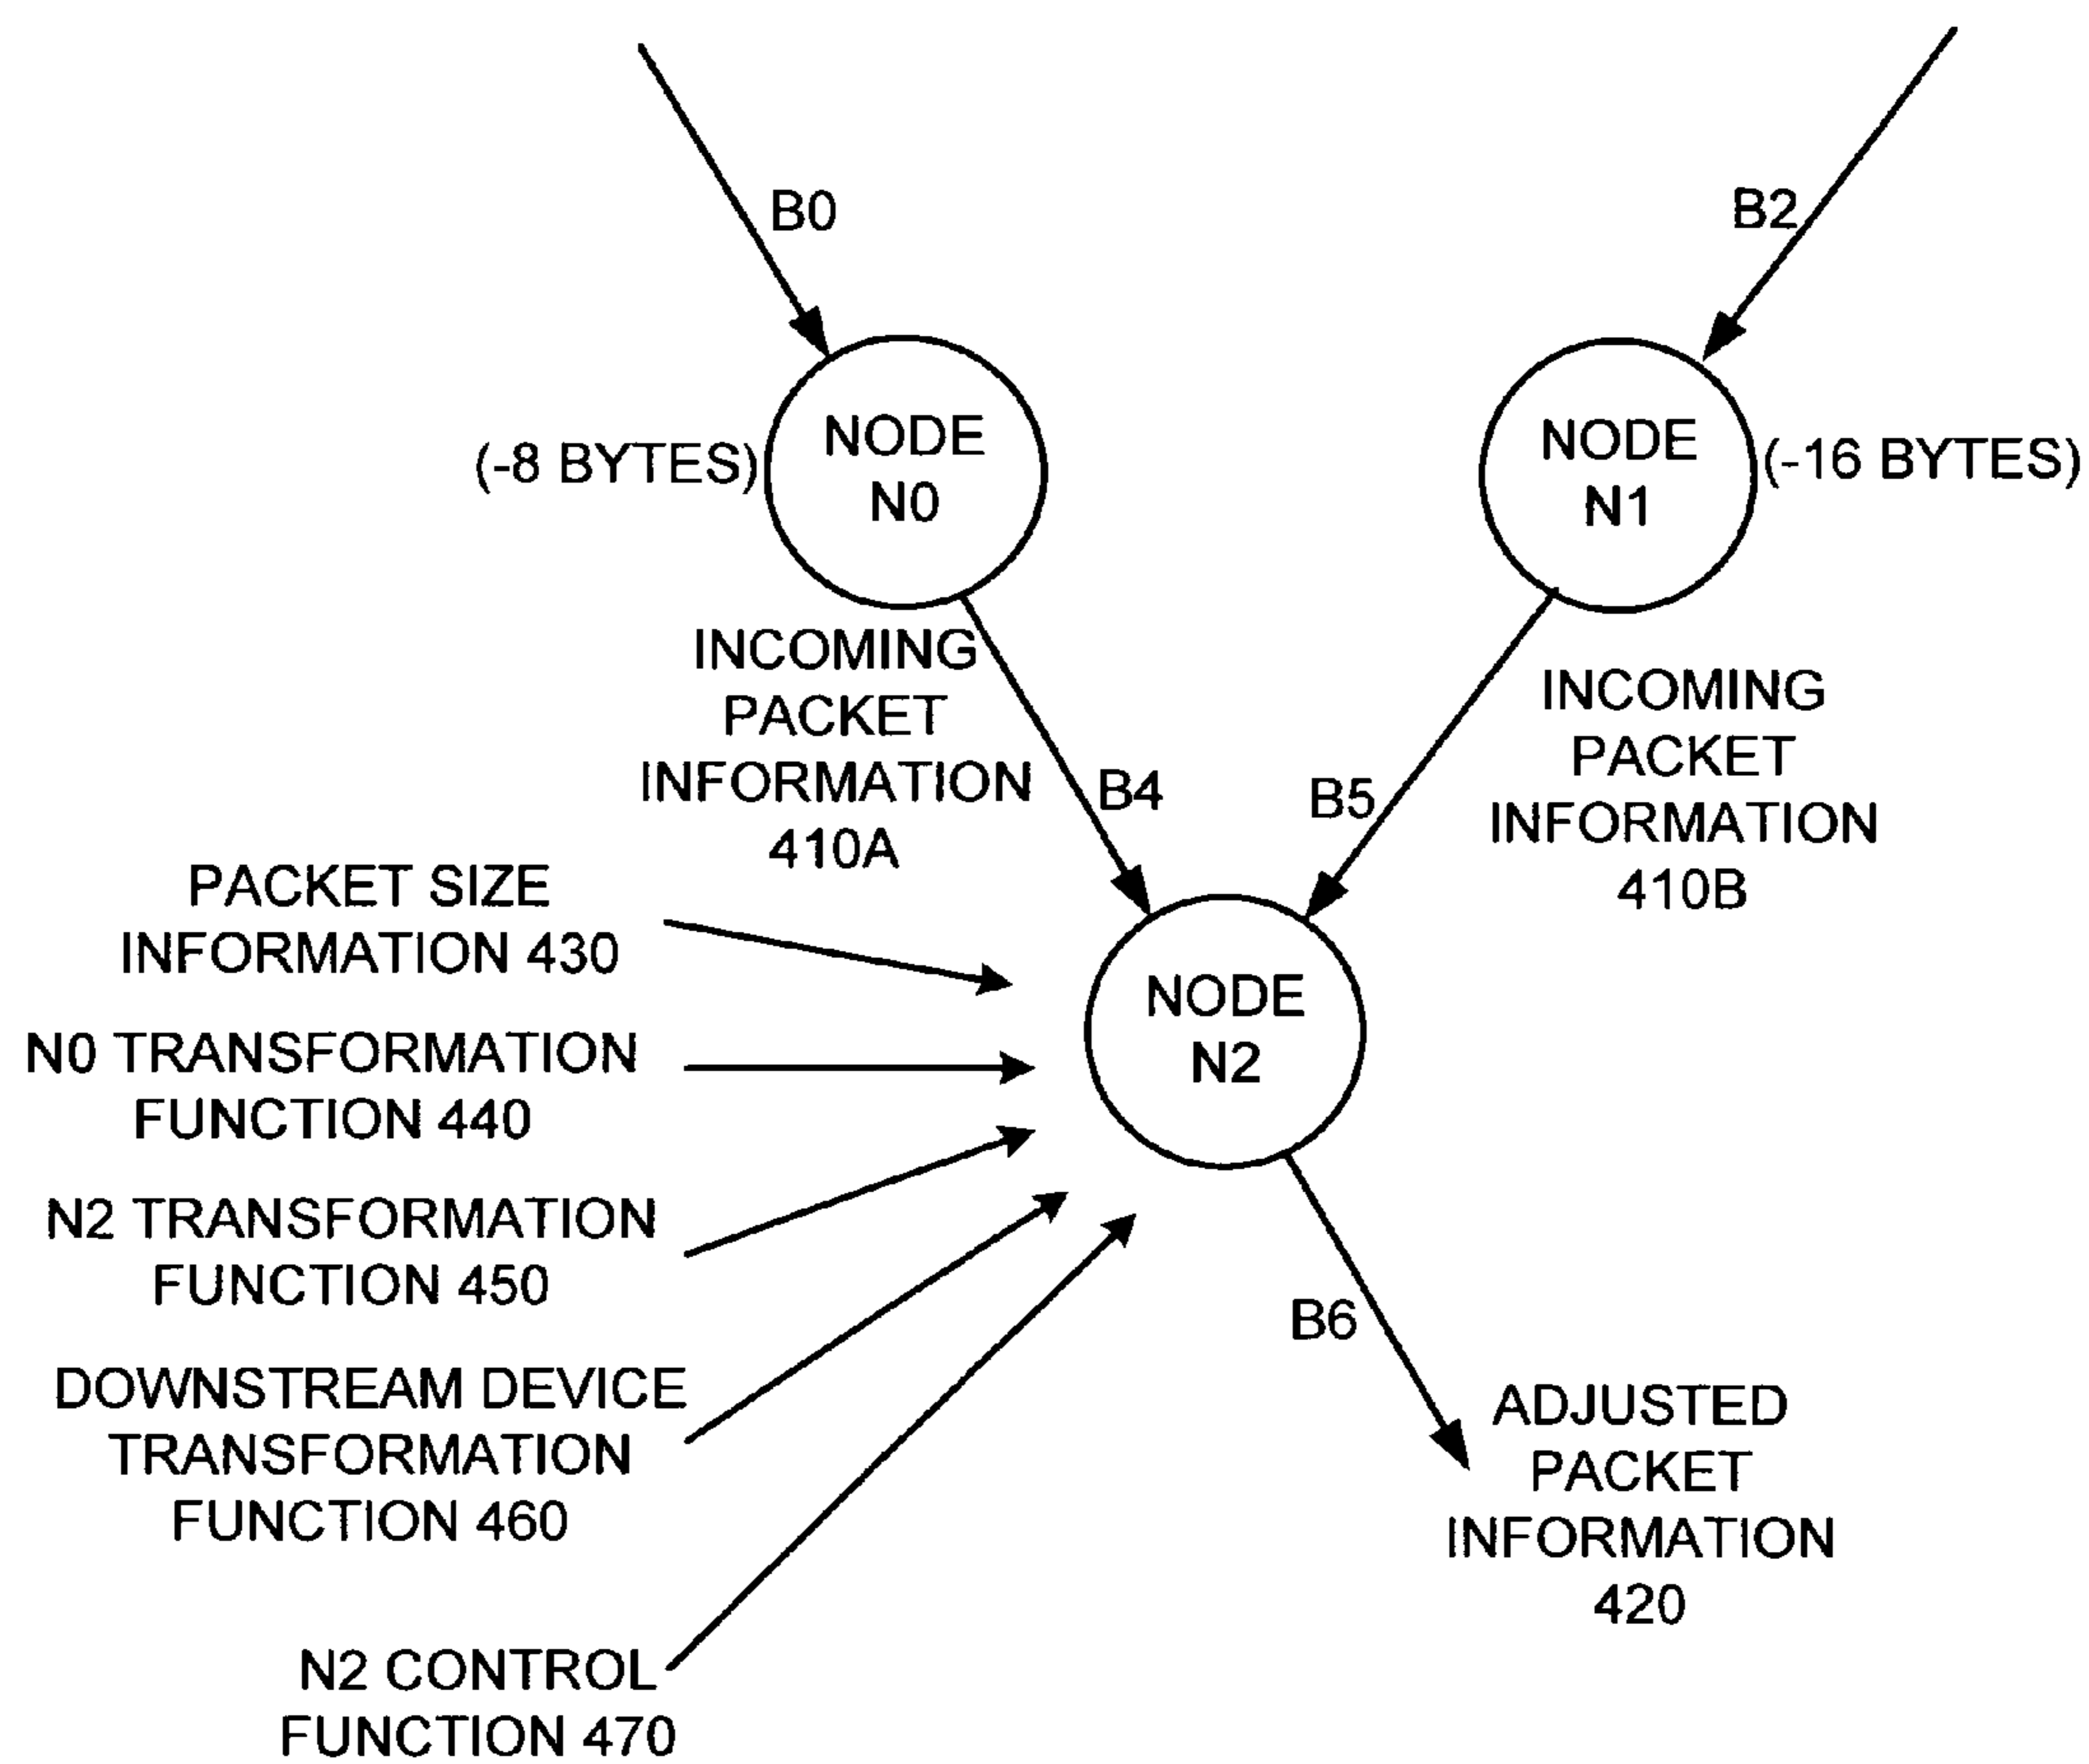 B0
B2
NODE
N0
(-8 BYTES)
NODE
N1
(-16 BYTES)
INCOMING
PACKET
INFORMATION
410A
B4
B5
INCOMING
PACKET
INFORMATION
410B
PACKET SIZE
INFORMATION 430
N0 TRANSFORMATION
FUNCTION 440
N2 TRANSFORMATION
FUNCTION 450
DOWNSTREAM DEVICE
TRANSFORMATION
FUNCTION 460
N2 CONTROL
FUNCTION 470
NODE
N2
B6
ADJUSTED
PACKET
INFORMATION
420